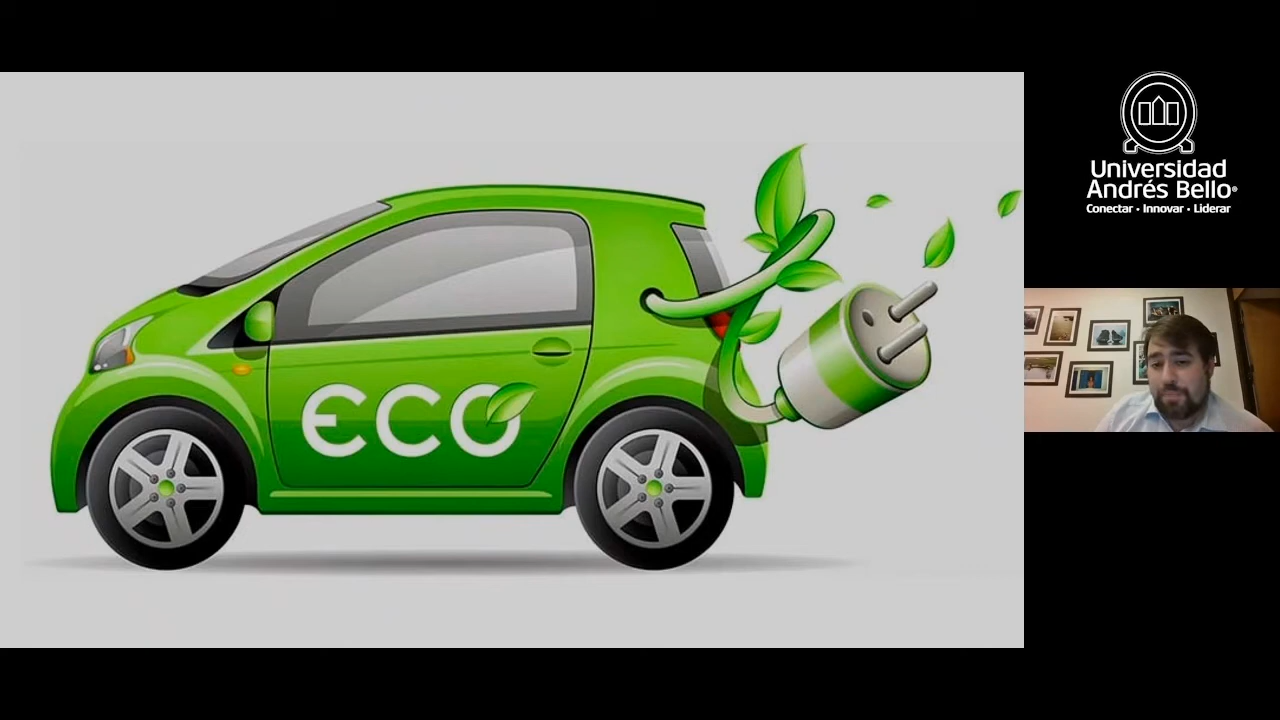 ECO
Universidad
Andrés Bello®
Conectar • Innovar • Liderar